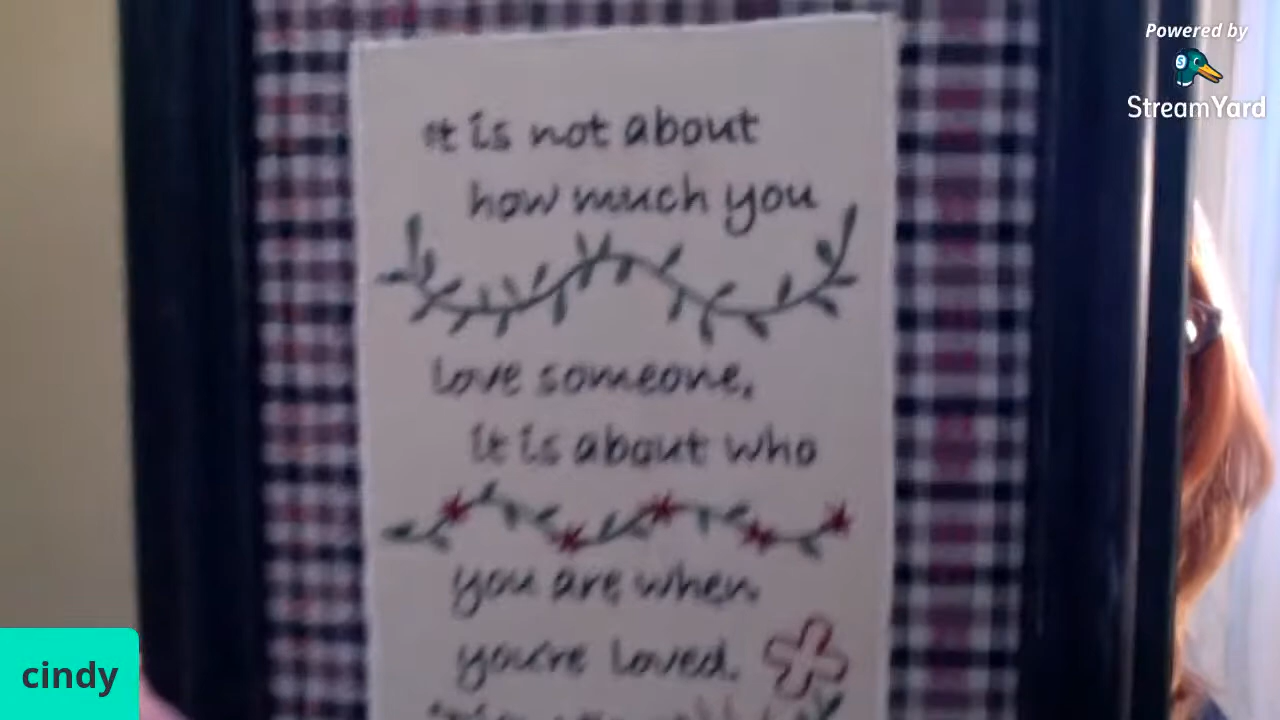 Powered by
StreamYard
It is not about
how much you
love someone,
it is about who
you are when
you're loved.
cindy